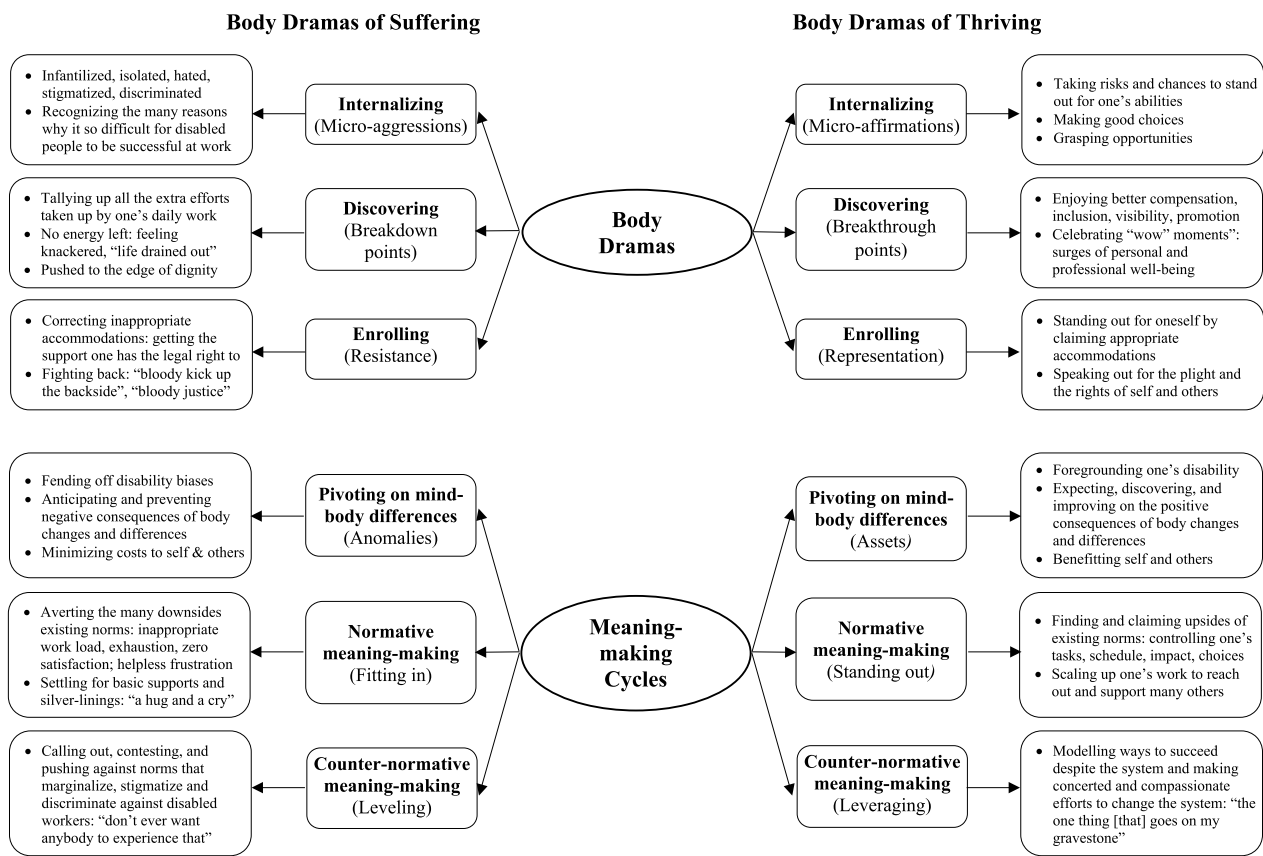 Body Dramas of Suffering
Body Dramas of Thriving
• Infantilized, isolated, hated,
stigmatized, discriminated
• Recognizing the many reasons
why it so difficult for disabled
people to be successful at work
Internalizing
(Micro-aggressions)
Internalizing
(Micro-affirmations)
• Taking risks and chances to stand
out for one’s abilities
• Making good choices
• Grasping opportunities
• Tallying up all the extra efforts
taken up by one’s daily work
• No energy left: feeling
knackered, “life drained out”
• Pushed to the edge of dignity
Discovering
(Breakdown
points)
Body
Dramas
Discovering
(Breakthrough
points)
• Enjoying better compensation,
inclusion, visibility, promotion
• Celebrating “wow” moments”:
surges of personal and
professional well-being
• Correcting inappropriate
accommodations: getting the
support one has the legal right to
• Fighting back: “bloody kick up
the backside”, “bloody justice”
Enrolling
(Resistance)
Enrolling
(Representation)
• Standing out for oneself by
claiming appropriate
accommodations
• Speaking out for the plight and
the rights of self and others
• Fending off disability biases
• Anticipating and preventing
negative consequences of body
changes and differences
• Minimizing costs to self & others
Pivoting on mind-
body differences
(Anomalies)
Pivoting on mind-
body differences
(Assets)
• Foregrounding one’s disability
• Expecting, discovering, and
improving on the positive
consequences of body changes
and differences
• Benefitting self and others
• Averting the many downsides
existing norms: inappropriate
work load, exhaustion, zero
satisfaction; helpless frustration
• Settling for basic supports and
silver-linings: “a hug and a cry”
Normative
meaning-making
(Fitting in)
Meaning-
making
Cycles
Normative
meaning-making
(Standing out)
• Finding and claiming upsides of
existing norms: controlling one’s
tasks, schedule, impact, choices
• Scaling up one’s work to reach
out and support many others
• Calling out, contesting, and
pushing against norms that
marginalize, stigmatize and
discriminate against disabled
workers: “don’t ever want
anybody to experience that”
Counter-normative
meaning-making
(Leveling)
Counter-normative
meaning-making
(Leveraging)
• Modelling ways to succeed
despite the system and making
concerted and compassionate
efforts to change the system: “the
one thing [that] goes on my
gravestone”